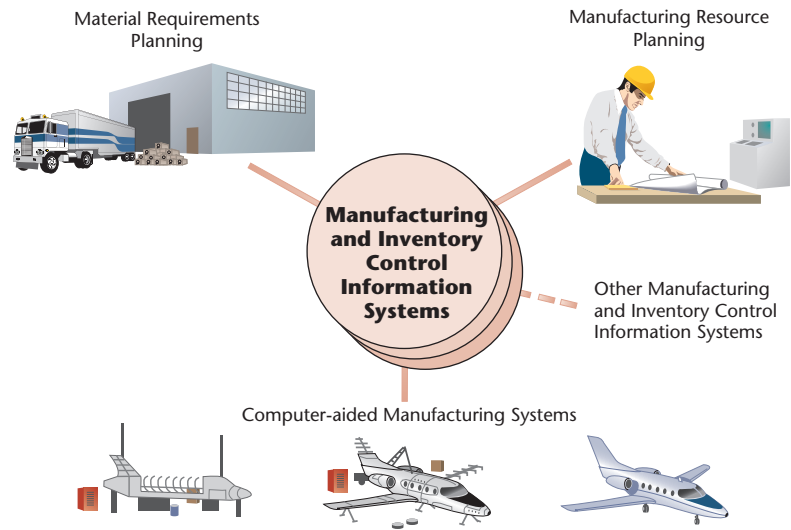 Material Requirements
Planning
Manufacturing Resource
Planning
Manufacturing
and Inventory
Control
Information
Systems
Other Manufacturing
and Inventory Control
Information Systems
Computer-aided Manufacturing Systems